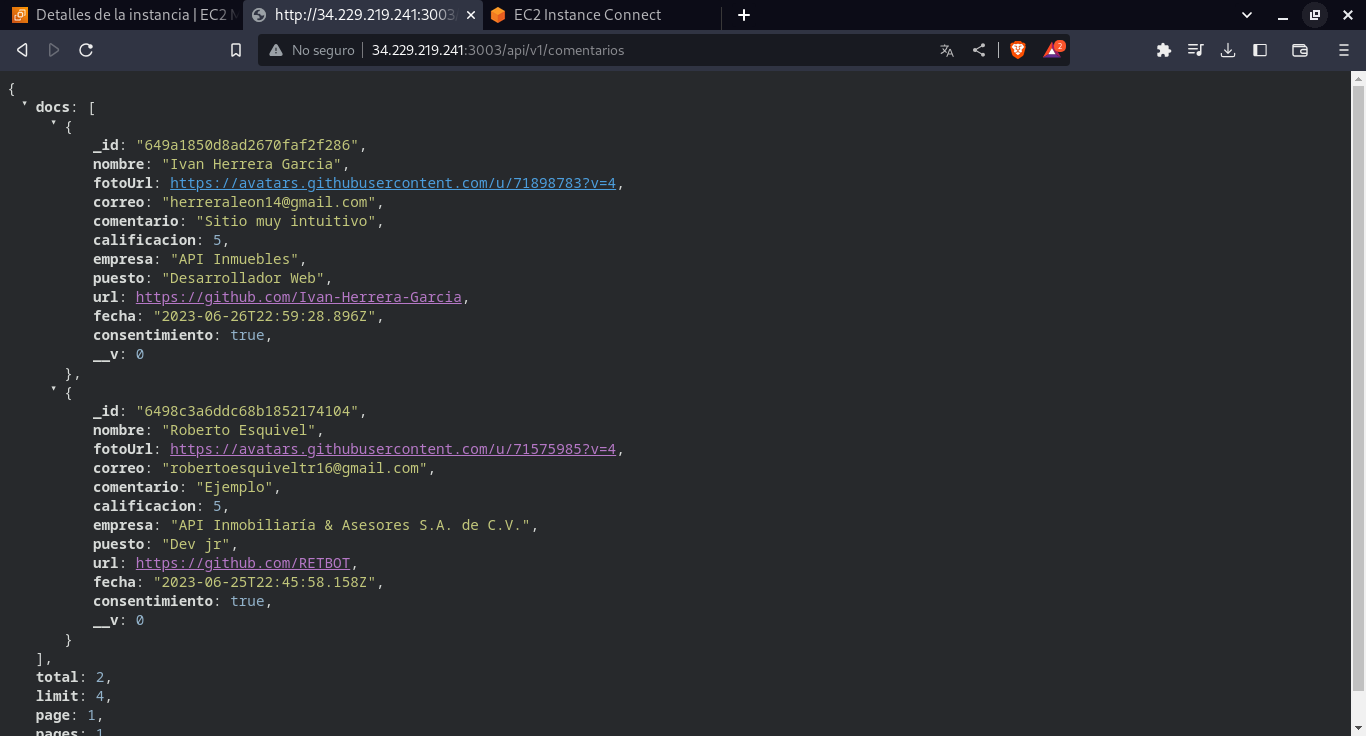 Detalles de la instancia | EC2 M
http://34.229.219.241:3003
EC2 Instance Connect
No seguro
34.229.219.241:3003/api/v1/comentarios
2
{
docs: [
{
_id: "649a1850d8ad2670faf2f286",
nombre: "Ivan Herrera Garcia",
fotoUrl: https://avatars.githubusercontent.com/u/71898783?v=4,
correo: "herreraleon14@gmail.com",
comentario: "Sitio muy intuitivo",
calificacion: 5,
empresa: "API Inmuebles",
puesto: "Desarrollador Web",
url: https://github.com/Ivan-Herrera-Garcia,
fecha: "2023-06-26T22:59:28.896Z",
consentimiento: true,
__v: 0
},
{
_id: "6498c3a6ddc68b1852174104",
nombre: "Roberto Esquivel",
fotoUrl: https://avatars.githubusercontent.com/u/71575985?v=4,
correo: "robertoesquiveltr16@gmail.com",
comentario: "Ejemplo",
calificacion: 5,
empresa: "API Inmobiliaría & Asesores S.A. de C.V.",
puesto: "Dev jr",
url: https://github.com/RETBOT,
fecha: "2023-06-25T22:45:58.158Z",
consentimiento: true,
__v: 0
}
],
total: 2,
limit: 4,
page: 1,
pages: 1